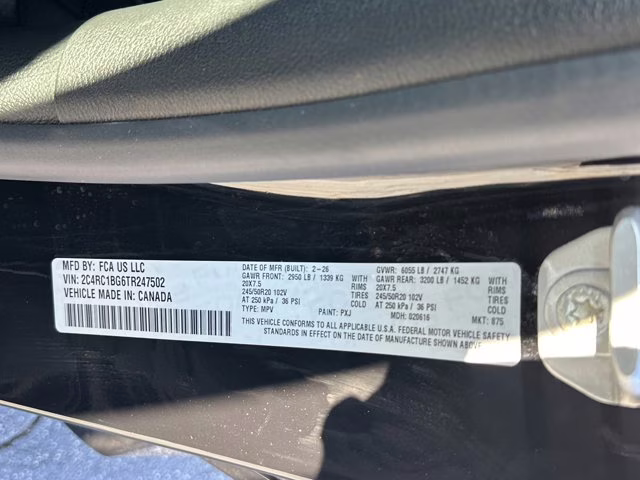 MFD BY: FCA US LLC
VIN: 2C4RC1BG6TR247502
VEHICLE MADE IN: CANADA
DATE OF MFR (BUILT): 2-26
GAWR FRONT: 2950 LB / 1339 KG WITH
20X7.5 RIMS
245/50R20 102V TIRES
AT 250 kPa / 36 PSI COLD
TYPE: MPV PAINT: PXJ
GVWR: 6055 LB / 2747 KG
GAWR REAR: 3200 LB / 1452 KG WITH
20X7.5 RIMS
245/50R20 102V TIRES
AT 250 kPa / 36 PSI COLD
MDH: 020616 MKT: 875
THIS VEHICLE CONFORMS TO ALL APPLICABLE U.S.A. FEDERAL MOTOR VEHICLE SAFETY
STANDARDS IN EFFECT ON THE DATE OF MANUFACTURE SHOWN ABOVE.